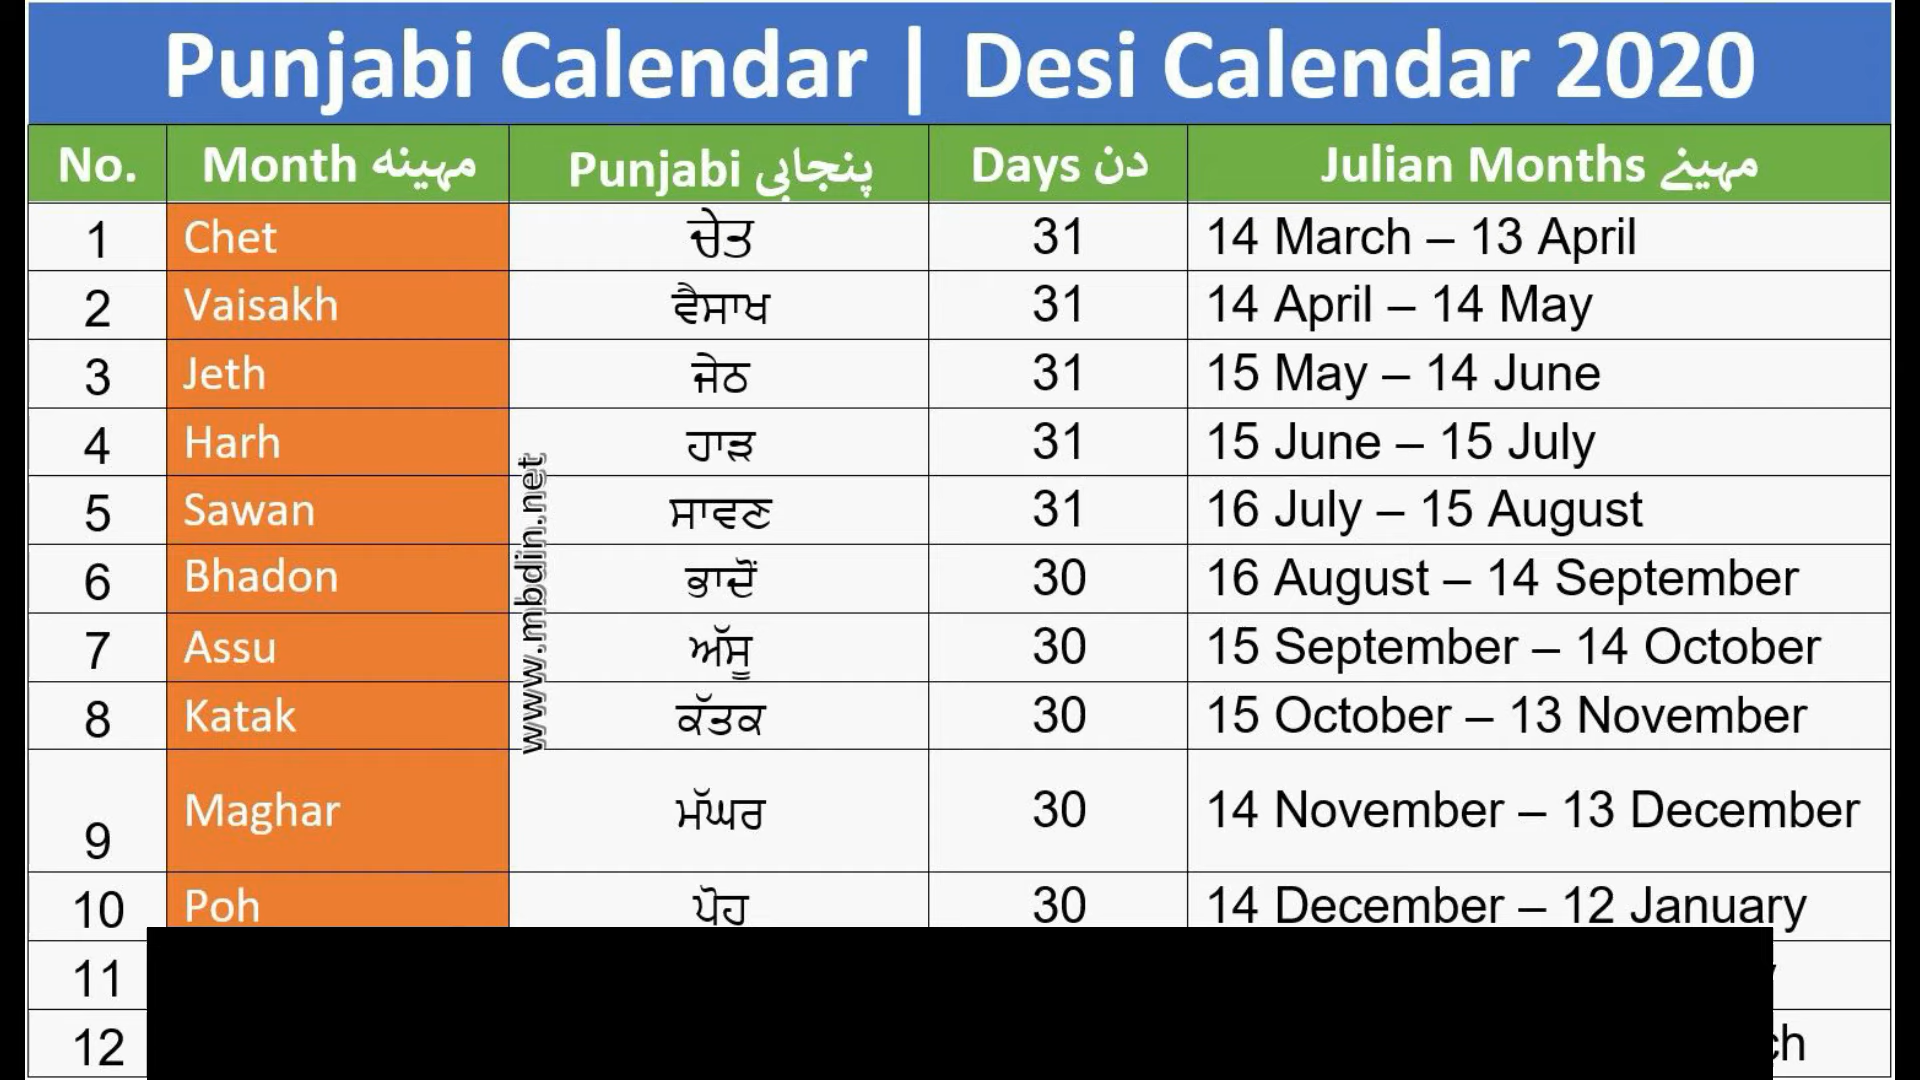 Punjabi Calendar | Desi Calendar 2020
No. Month مہینہ Punjabi پنجابی Days دن Julian Months مہینے
1 Chet ਚੇਤ 31 14 March – 13 April
2 Vaisakh ਵੈਸਾਖ 31 14 April – 14 May
3 Jeth ਜੇਠ 31 15 May – 14 June
4 Harh ਹਾੜ 31 15 June – 15 July
5 Sawan ਸਾਵਣ 31 16 July – 15 August
6 Bhadon ਭਾਦੋਂ 30 16 August – 14 September
7 Assu ਅੱਸੂ 30 15 September – 14 October
8 Katak ਕੱਤਕ 30 15 October – 13 November
9 Maghar ਮੱਘਰ 30 14 November – 13 December
10 Poh ਪੋਹ 30 14 December – 12 January
11
12
www.mbdin.net